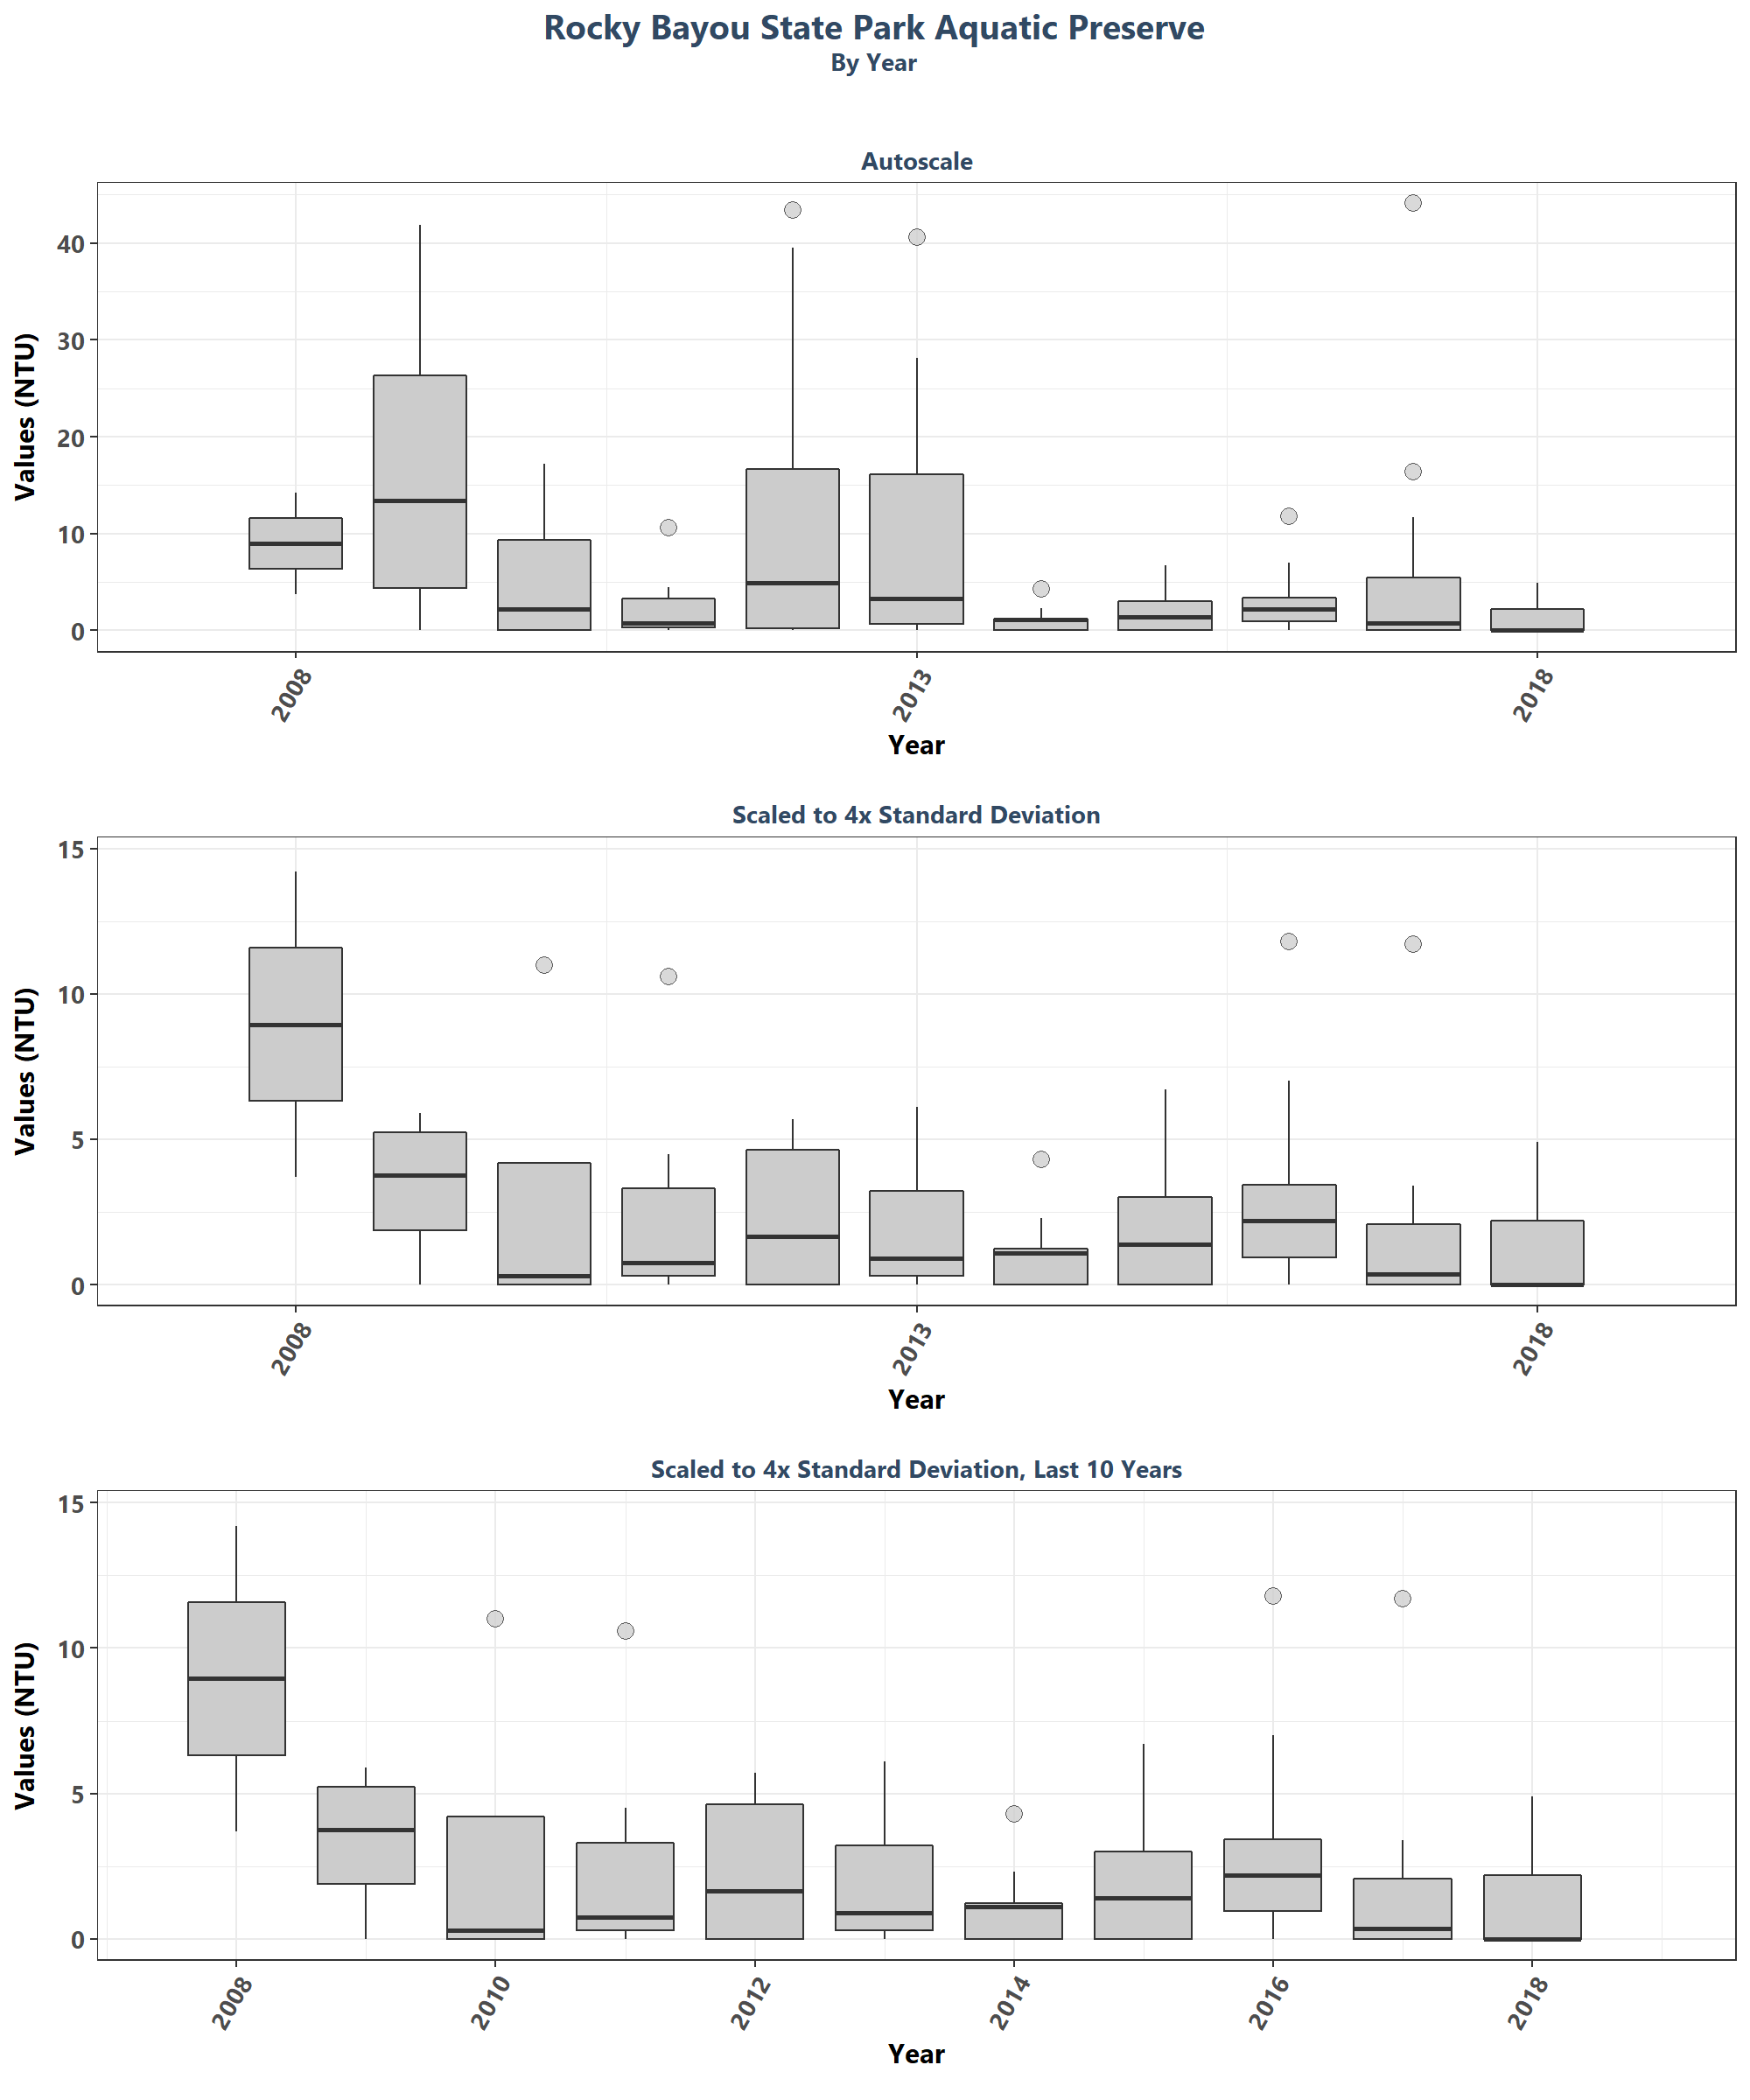 Rocky Bayou State Park Aquatic Preserve
By Year
Autoscale
Values (NTU)
40
30
20
10
0
2008 2013 2018
Year
Scaled to 4x Standard Deviation
Values (NTU)
15
10
5
0
2008 2013 2018
Year
Scaled to 4x Standard Deviation, Last 10 Years
Values (NTU)
15
10
5
0
2008 2010 2012 2014 2016 2018
Year